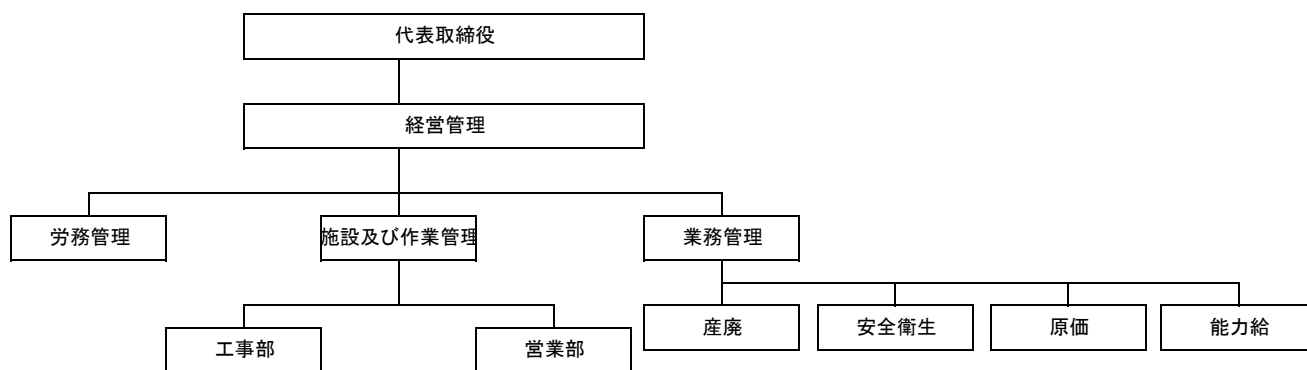 代表取締役
経営管理
労務管理
施設及び作業管理
業務管理
産廃
安全衛生
原価
能力給
工事部
営業部